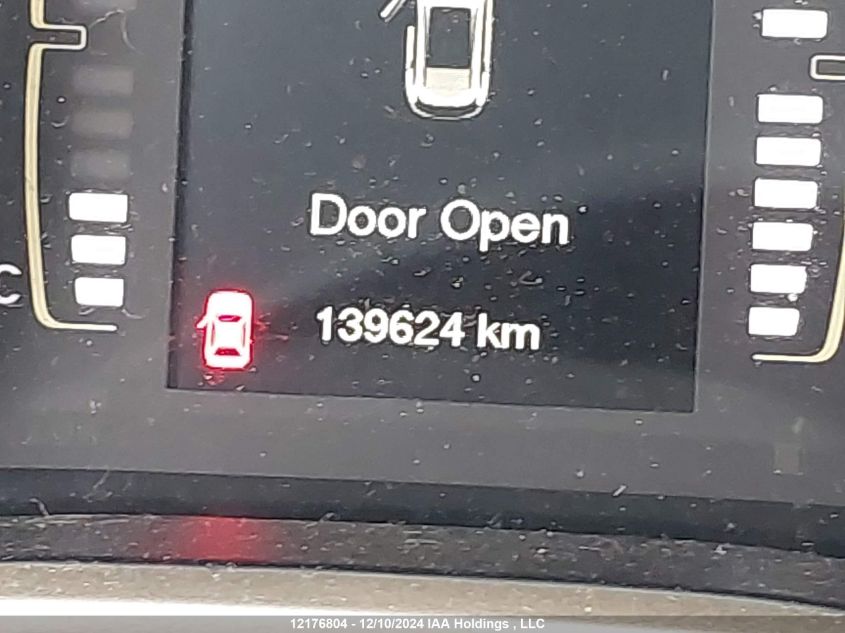 Door Open
C
139624 km
12176804 - 12/10/2024 IAA Holdings , LLC